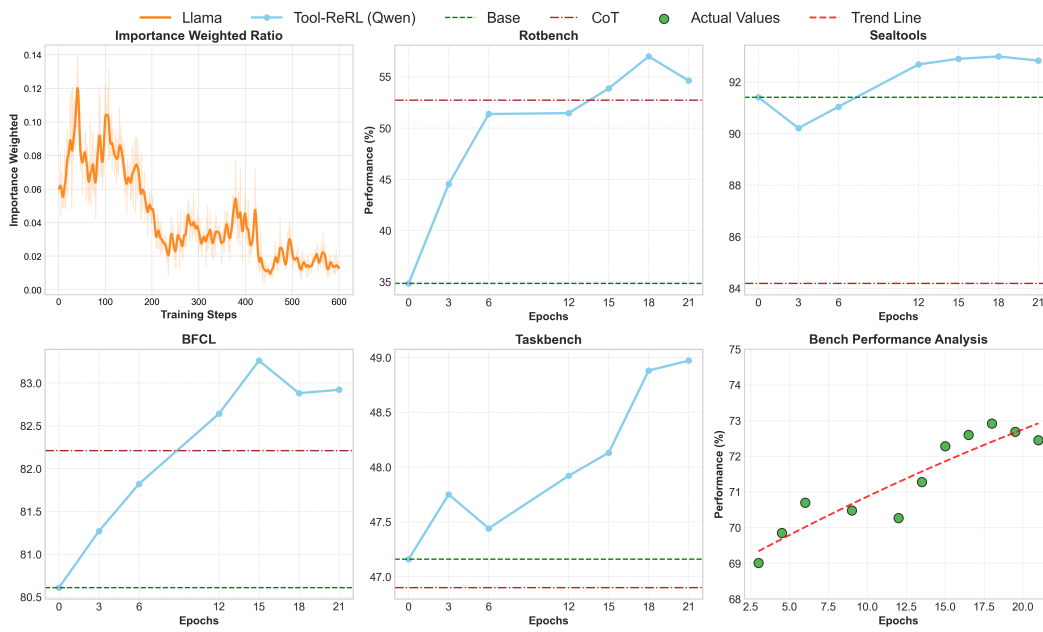 Llama Tool-ReRL (Qwen) Base CoT Actual Values Trend Line
Importance Weighted Ratio
Importance Weighted
0.14
0.12
0.10
0.08
0.06
0.04
0.02
0.00
0 100 200 300 400 500 600
Training Steps
Rotbench
Performance (%)
55
50
45
40
35
0 3 6 12 15 18 21
Epochs
Sealtools
92
90
88
86
84
0 3 6 12 15 18 21
Epochs
BFCL
83.0
82.5
82.0
81.5
81.0
80.5
0 3 6 12 15 18 21
Epochs
Taskbench
49.0
48.5
48.0
47.5
47.0
0 3 6 12 15 18 21
Epochs
Bench Performance Analysis
Performance (%)
75
74
73
72
71
70
69
68
2.5 5.0 7.5 10.0 12.5 15.0 17.5 20.0
Epochs